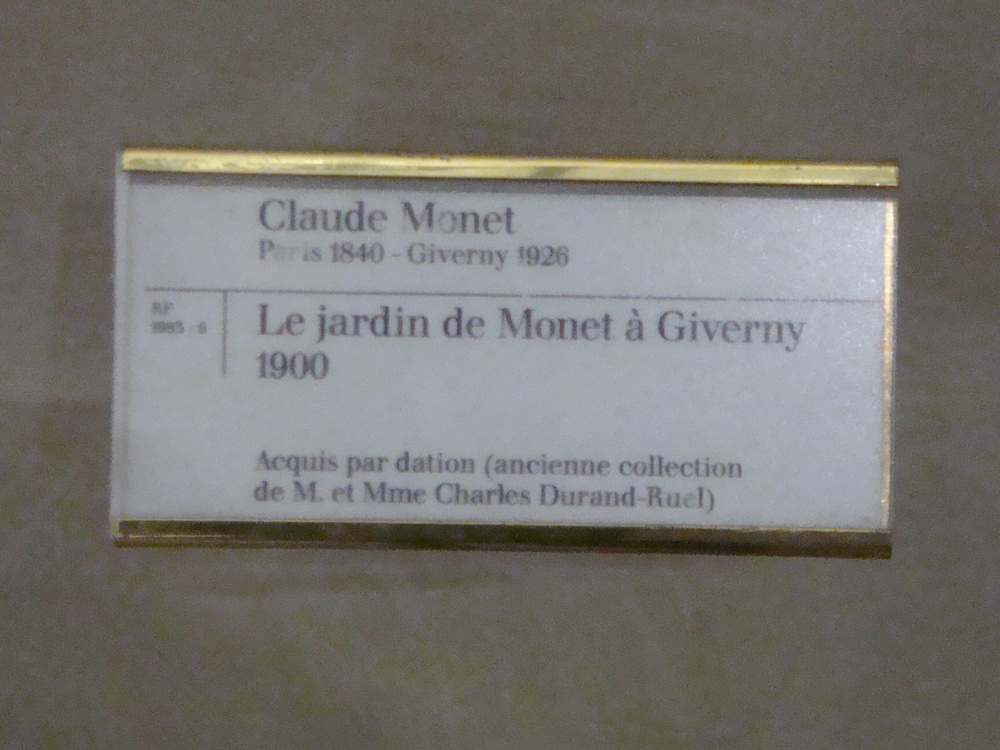 Claude Monet
Paris 1840 - Giverny 1926
RF
Le jardin de Monet à Giverny
1900
Acquis par dation (ancienne collection
de M. et Mme Charles Durand-Ruel)